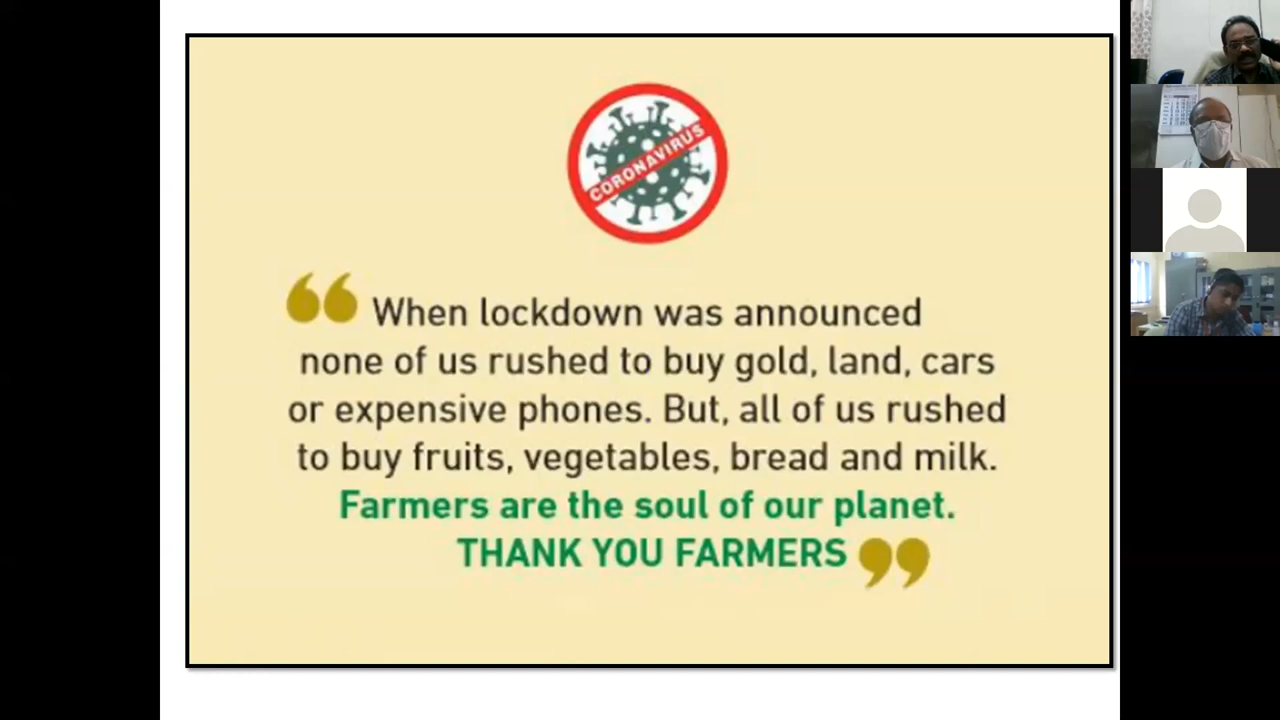 CORONAVIRUS
“ When lockdown was announced
none of us rushed to buy gold, land, cars
or expensive phones. But, all of us rushed
to buy fruits, vegetables, bread and milk.
Farmers are the soul of our planet.
THANK YOU FARMERS ”